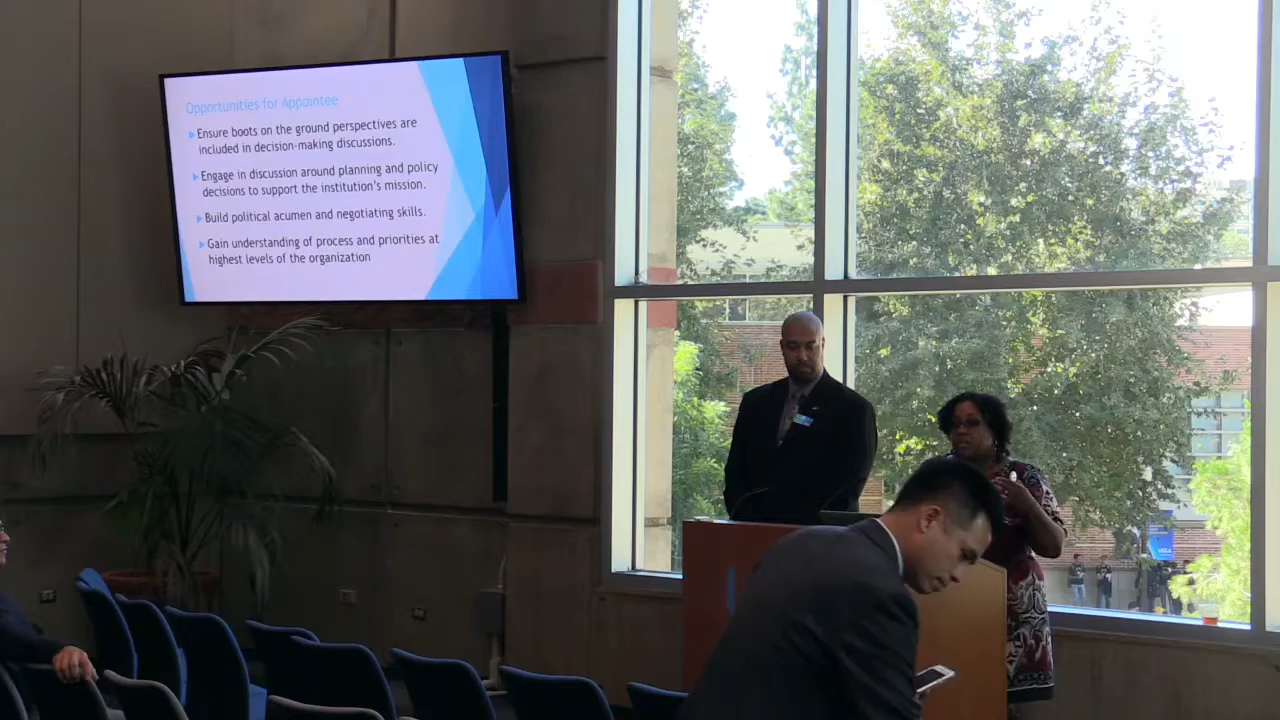 Opportunities for Appointee
Ensure boots on the ground perspectives are
included in decision-making discussions.
Engage in discussion around planning and policy
decisions to support the institution's mission.
Build political acumen and negotiating skills.
Gain understanding of process and priorities at
highest levels of the organization
UCLA